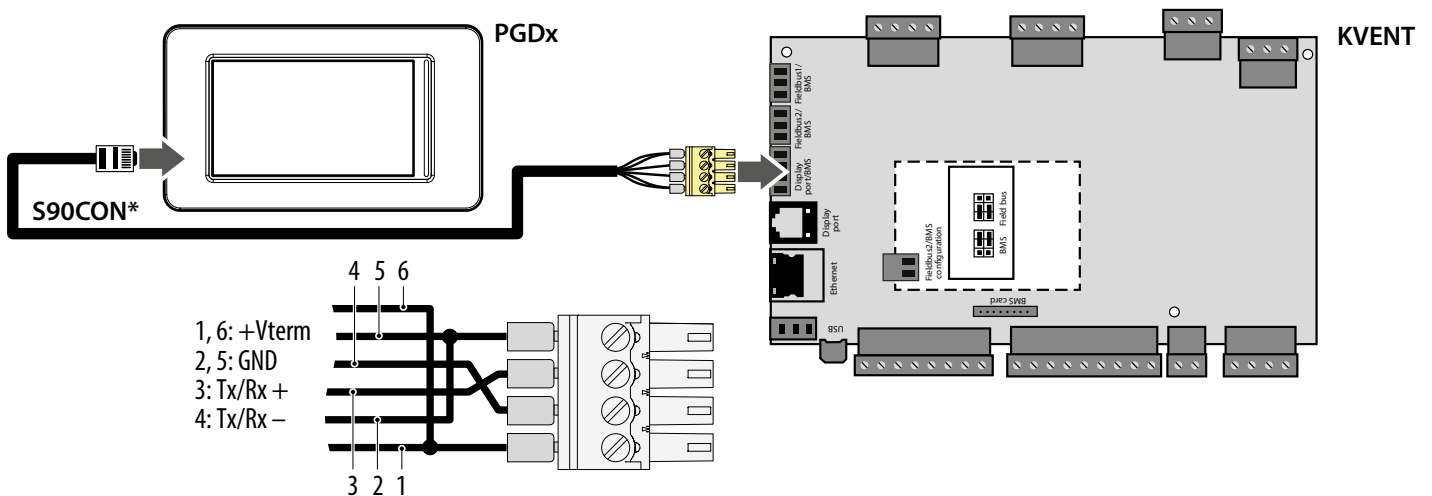 PGDx
KVENT
Fieldbus1/
BMS
Fieldbus2/
BMS
Display
port/BMS
Display
port
Ethernet
USB
Fieldbus2/BMS
configuration
BMS
Field bus
BMS card
S90CON*
4 5 6
1, 6: +Vterm
2, 5: GND
3: Tx/Rx +
4: Tx/Rx –
3 2 1